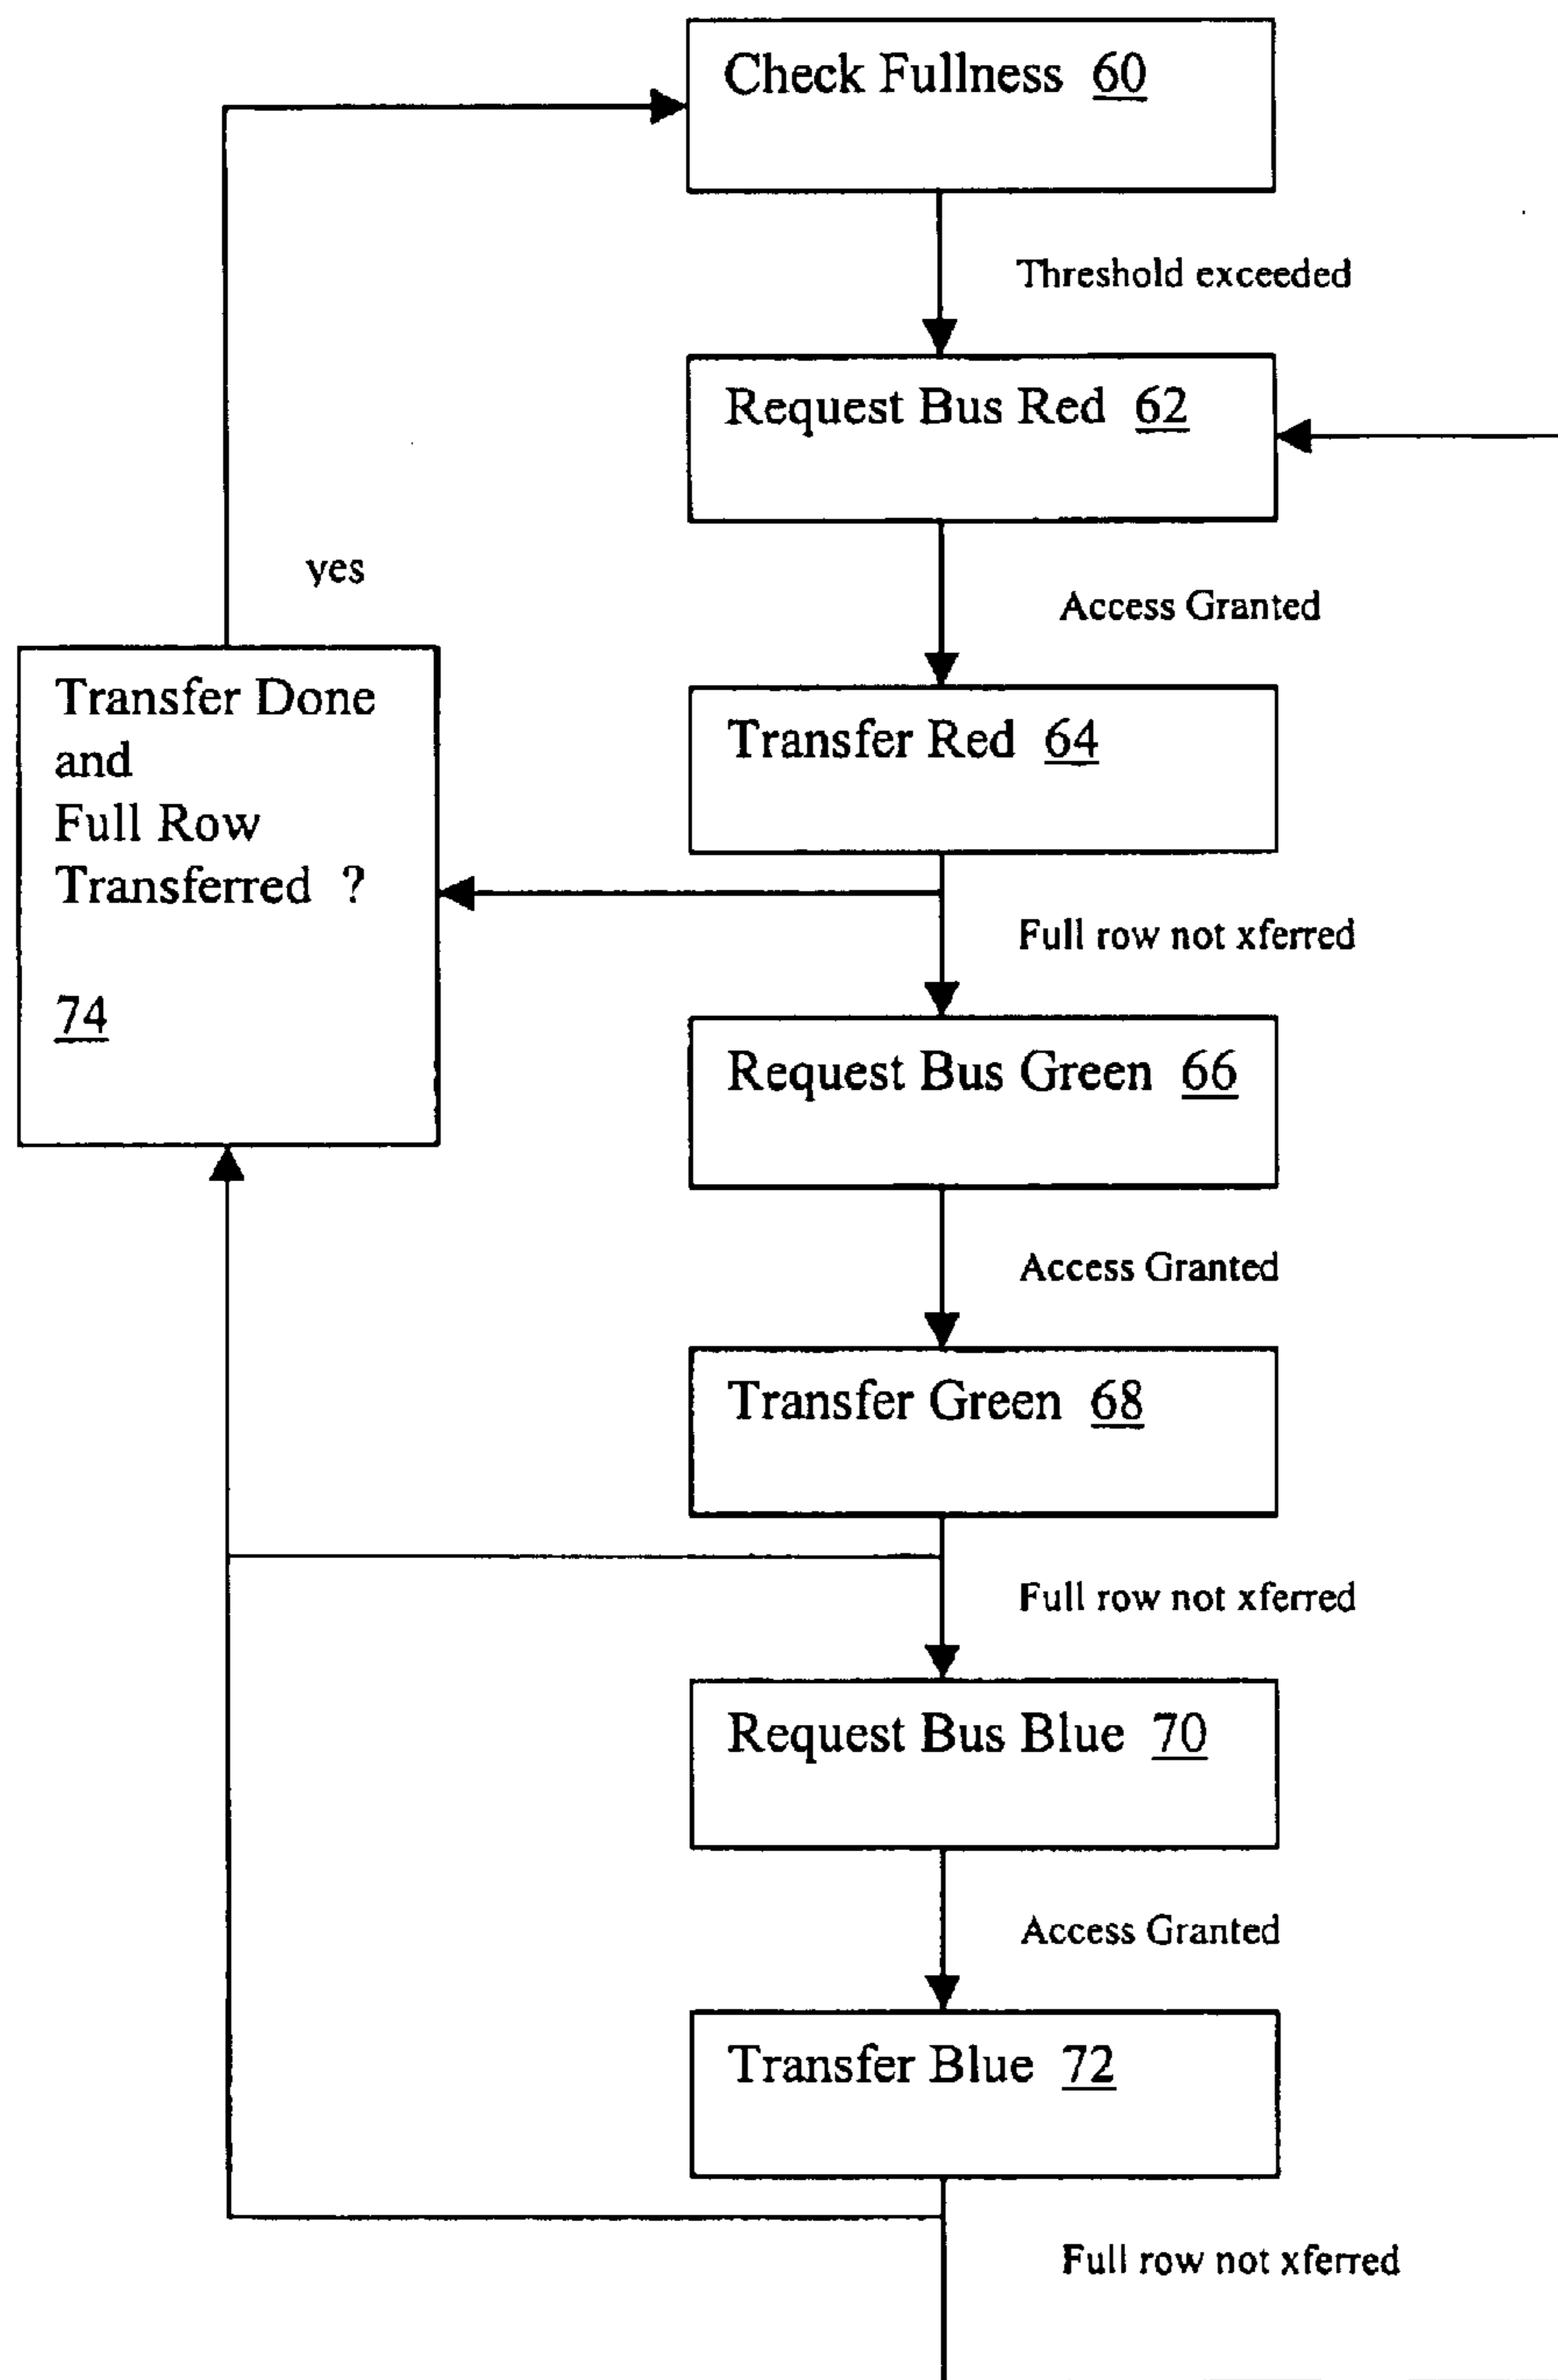 Check Fullness 60
Threshold exceeded
Request Bus Red 62
yes
Access Granted
Transfer Done
and
Full Row
Transferred ?
74
Transfer Red 64
Full row not xferred
Request Bus Green 66
Access Granted
Transfer Green 68
Full row not xferred
Request Bus Blue 70
Access Granted
Transfer Blue 72
Full row not xferred